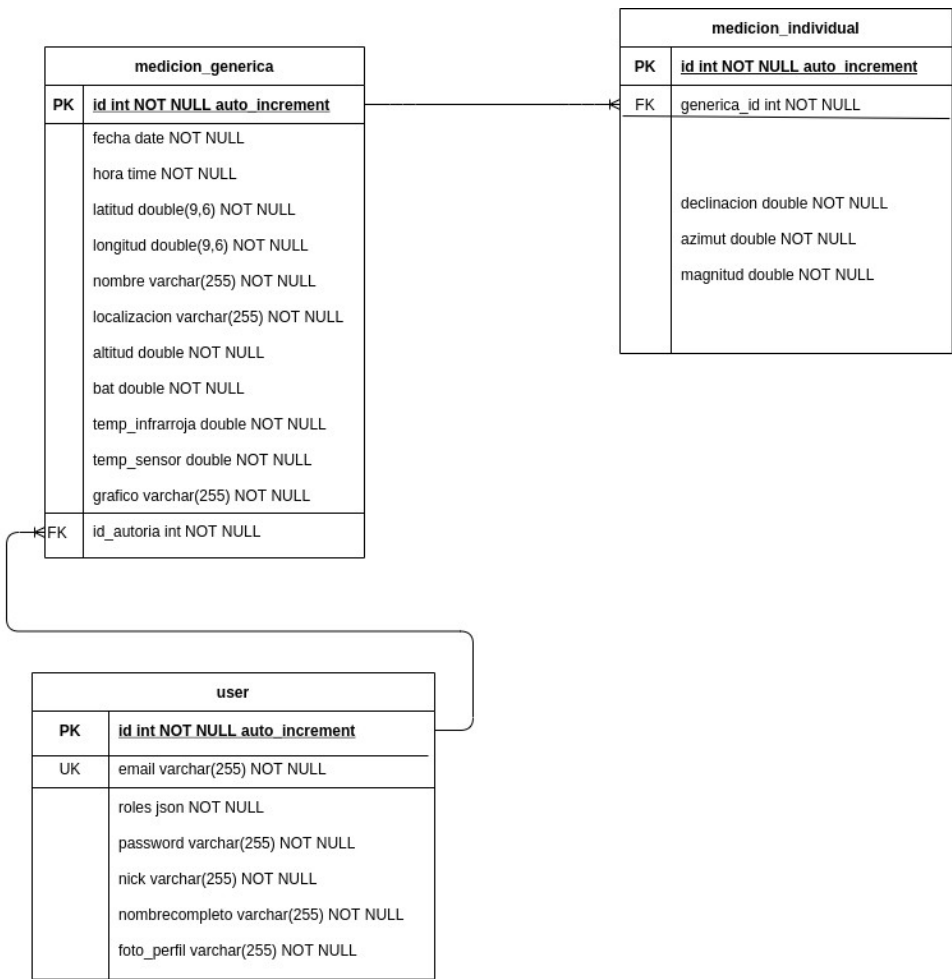 medicion_generica
PK id int NOT NULL auto_increment
fecha date NOT NULL
hora time NOT NULL
latitud double(9,6) NOT NULL
longitud double(9,6) NOT NULL
nombre varchar(255) NOT NULL
localizacion varchar(255) NOT NULL
altitud double NOT NULL
bat double NOT NULL
temp_infrarroja double NOT NULL
temp_sensor double NOT NULL
grafico varchar(255) NOT NULL
FK id_autoria int NOT NULL
medicion_individual
PK id int NOT NULL auto_increment
FK generica_id int NOT NULL
declinacion double NOT NULL
azimut double NOT NULL
magnitud double NOT NULL
user
PK id int NOT NULL auto_increment
UK email varchar(255) NOT NULL
roles json NOT NULL
password varchar(255) NOT NULL
nick varchar(255) NOT NULL
nombrecompleto varchar(255) NOT NULL
foto_perfil varchar(255) NOT NULL